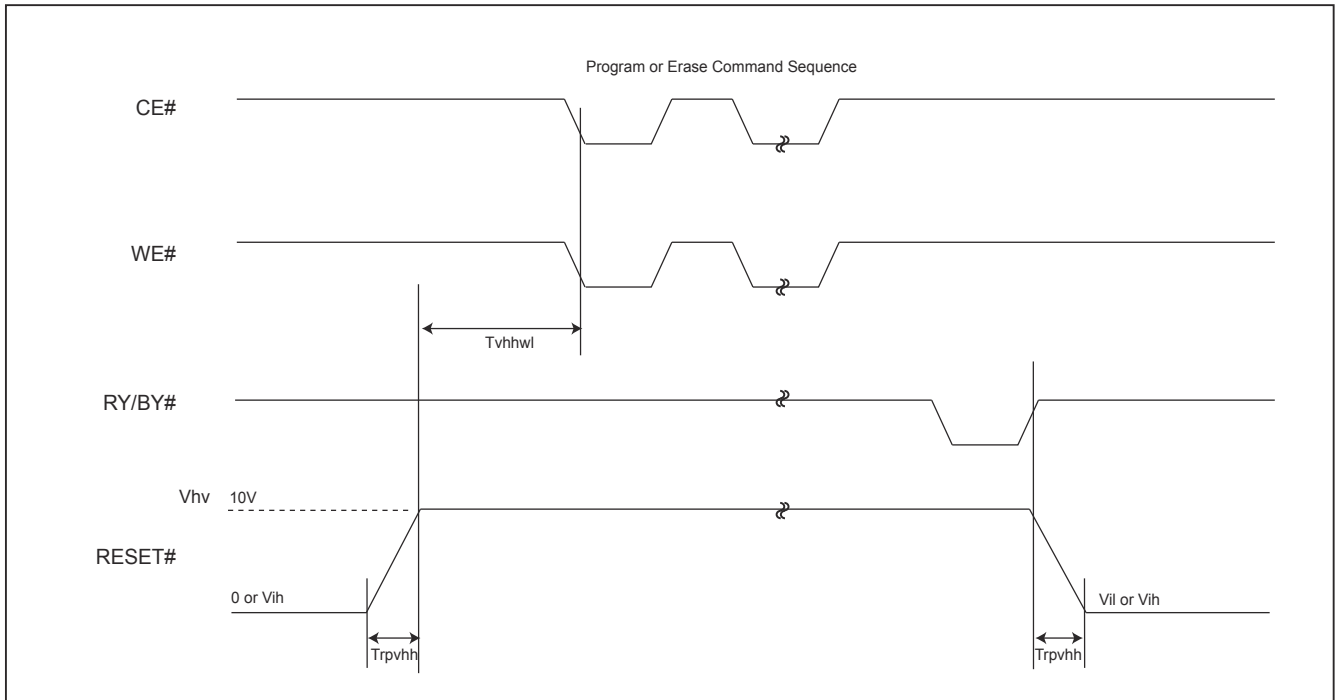 Program or Erase Command Sequence
CE#
WE#
Tvhhwl
RY/BY#
Vhv 10V
RESET#
0 or Vih
Vil or Vih
Trpvhh
Trpvhh